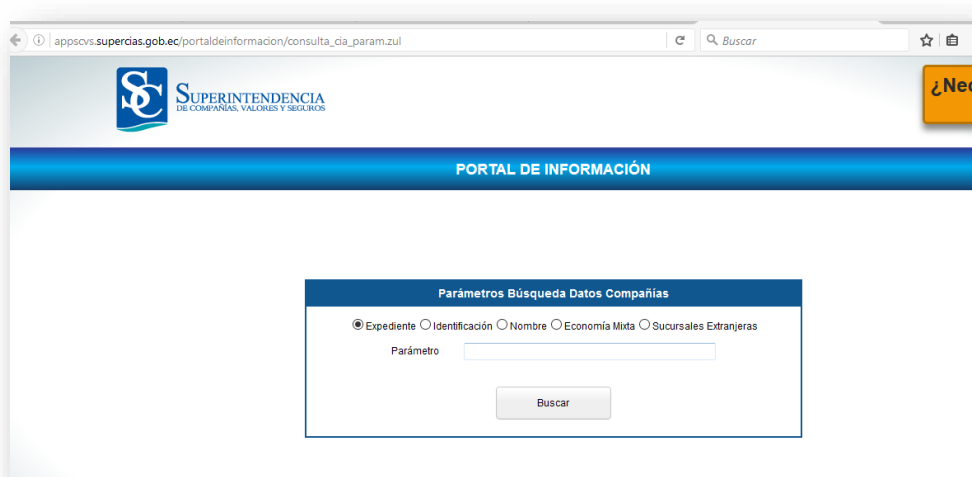 appscvs.supercias.gob.ec/portaldeinformacion/consulta_cia_param.zul
Buscar
¿Nec
SC SUPERINTENDENCIA
DE COMPAÑÍAS, VALORES Y SEGUROS
PORTAL DE INFORMACIÓN
Parámetros Búsqueda Datos Compañías
Expediente Identificación Nombre Economía Mixta Sucursales Extranjeras
Parámetro
Buscar